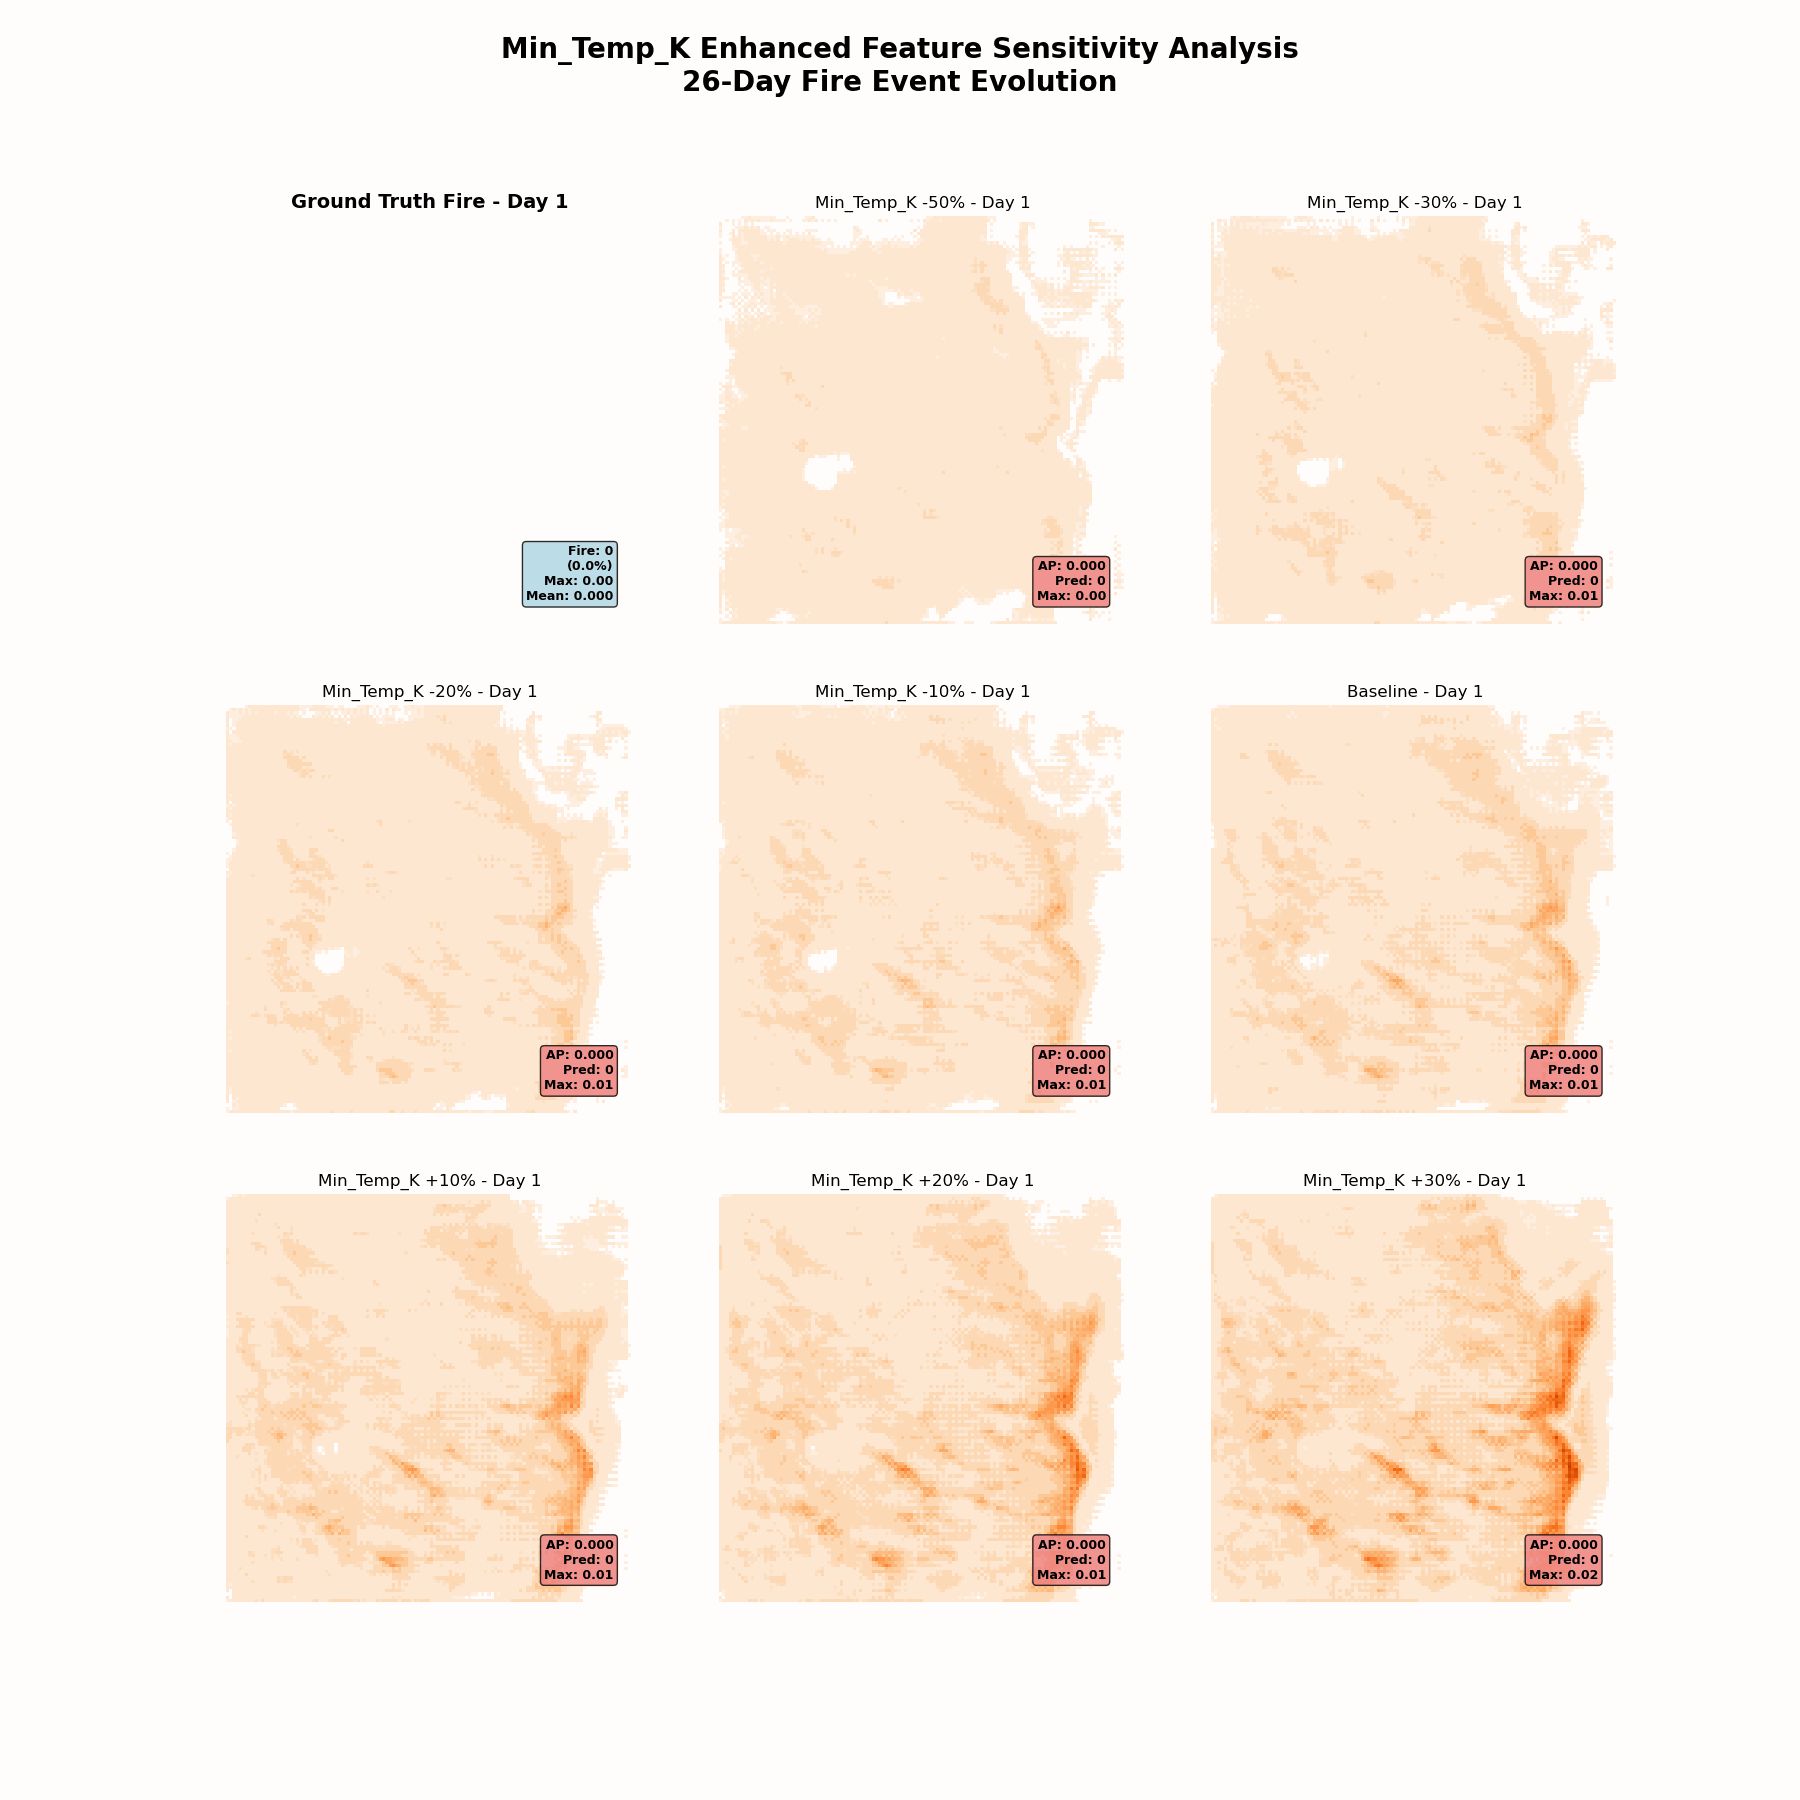 Min_Temp_K Enhanced Feature Sensitivity Analysis
26-Day Fire Event Evolution
Ground Truth Fire - Day 1
Fire: 0
(0.0%)
Max: 0.00
Mean: 0.000
Min_Temp_K -50% - Day 1
AP: 0.000
Pred: 0
Max: 0.00
Min_Temp_K -30% - Day 1
AP: 0.000
Pred: 0
Max: 0.01
Min_Temp_K -20% - Day 1
AP: 0.000
Pred: 0
Max: 0.01
Min_Temp_K -10% - Day 1
AP: 0.000
Pred: 0
Max: 0.01
Baseline - Day 1
AP: 0.000
Pred: 0
Max: 0.01
Min_Temp_K +10% - Day 1
AP: 0.000
Pred: 0
Max: 0.01
Min_Temp_K +20% - Day 1
AP: 0.000
Pred: 0
Max: 0.01
Min_Temp_K +30% - Day 1
AP: 0.000
Pred: 0
Max: 0.02